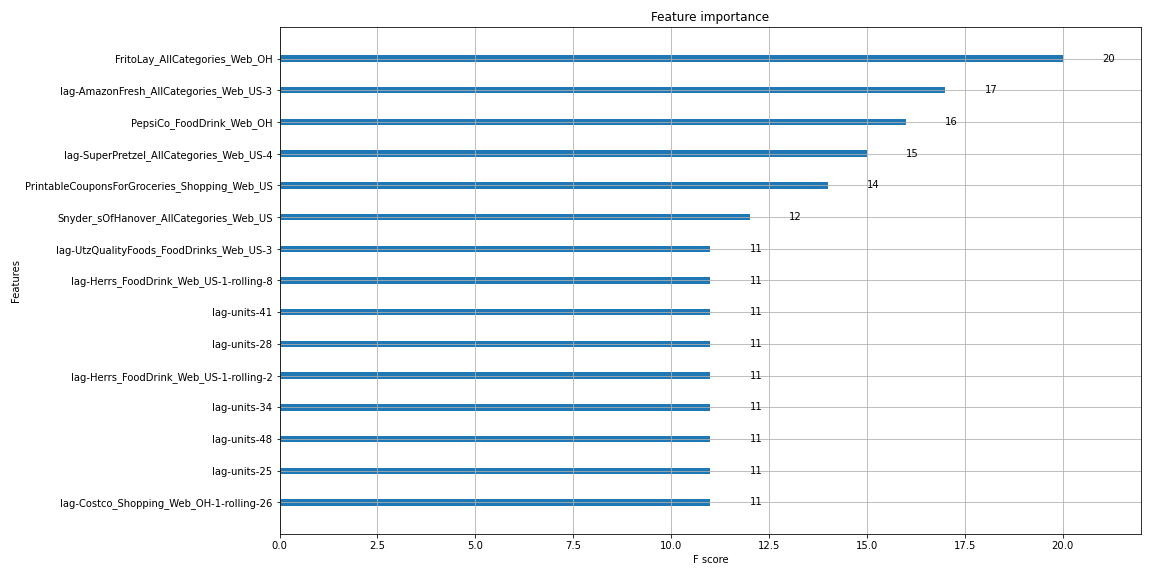 Feature importance
Features
FritoLay_AllCategories_Web_OH 20
lag-AmazonFresh_AllCategories_Web_US-3 17
PepsiCo_FoodDrink_Web_OH 16
lag-SuperPretzel_AllCategories_Web_US-4 15
PrintableCouponsForGroceries_Shopping_Web_US 14
Snyder_sOfHanover_AllCategories_Web_US 12
lag-UtzQualityFoods_FoodDrinks_Web_US-3 11
lag-Herrs_FoodDrink_Web_US-1-rolling-8 11
lag-units-41 11
lag-units-28 11
lag-Herrs_FoodDrink_Web_US-1-rolling-2 11
lag-units-34 11
lag-units-48 11
lag-units-25 11
lag-Costco_Shopping_Web_OH-1-rolling-26 11
0.0 2.5 5.0 7.5 10.0 12.5 15.0 17.5 20.0
F score